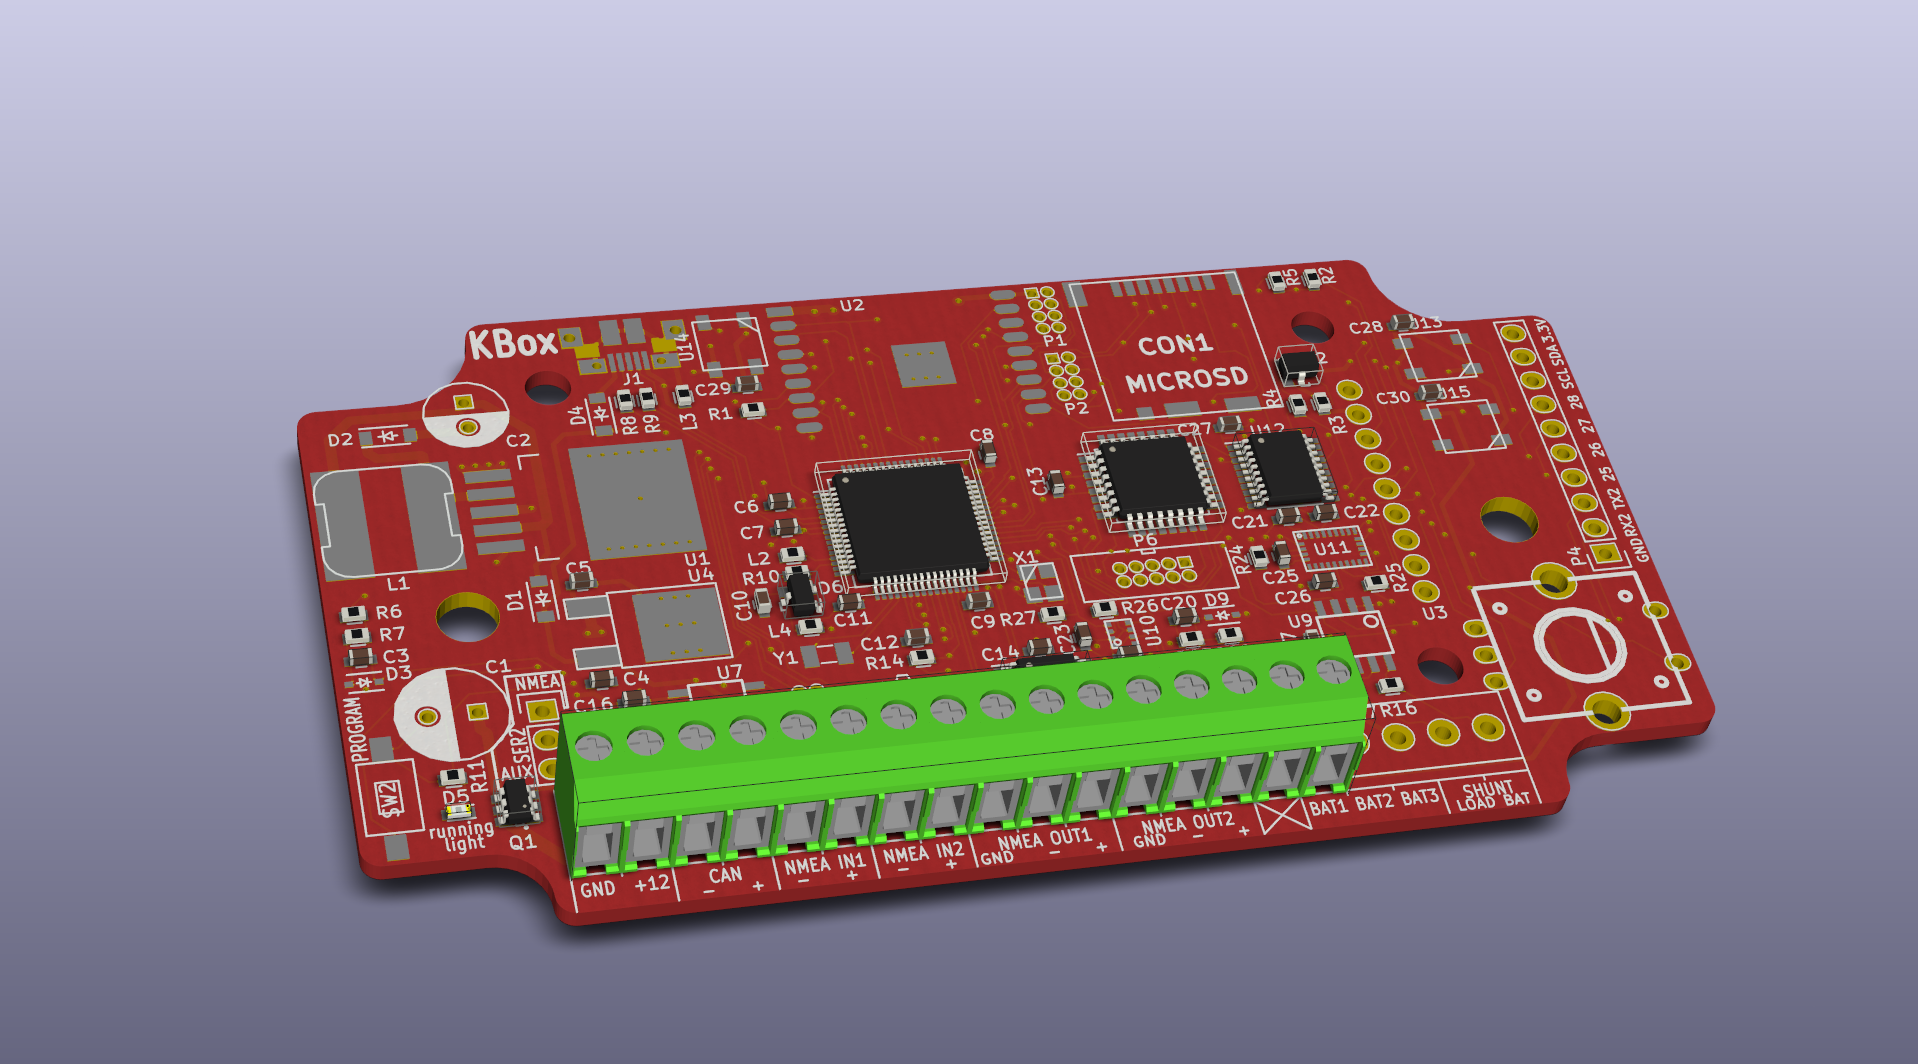 KBox
J1
U14
C29
R1
U2
P1
P2
CON1
MICROSD
R5
R2
C28
J13
C30
J15
3.3V
SDA
SCL
28
27
26
25
TX2
RX2
GND
P4
R4
R3
D2
C2
D4
R8
R9
L3
L1
C8
C13
C27
U12
C6
C7
L2
R10
D6
C10
L4
C11
C9
X1
P6
C21
C22
R24
C25
U11
C26
R25
U3
U1
U4
C5
D1
R6
R7
C3
D3
C1
C4
C16
U7
Y1
C12
R14
C14
R27
C23
R26
U10
C20
D9
U9
R16
NMEA
SER2
AUX
PROGRAM
SW2
R11
D5
running
light
Q1
GND +12
CAN
- +
NMEA IN1
- +
NMEA IN2
- +
NMEA OUT1
GND - +
NMEA OUT2
GND - +
BAT1 BAT2 BAT3
SHUNT
LOAD BAT